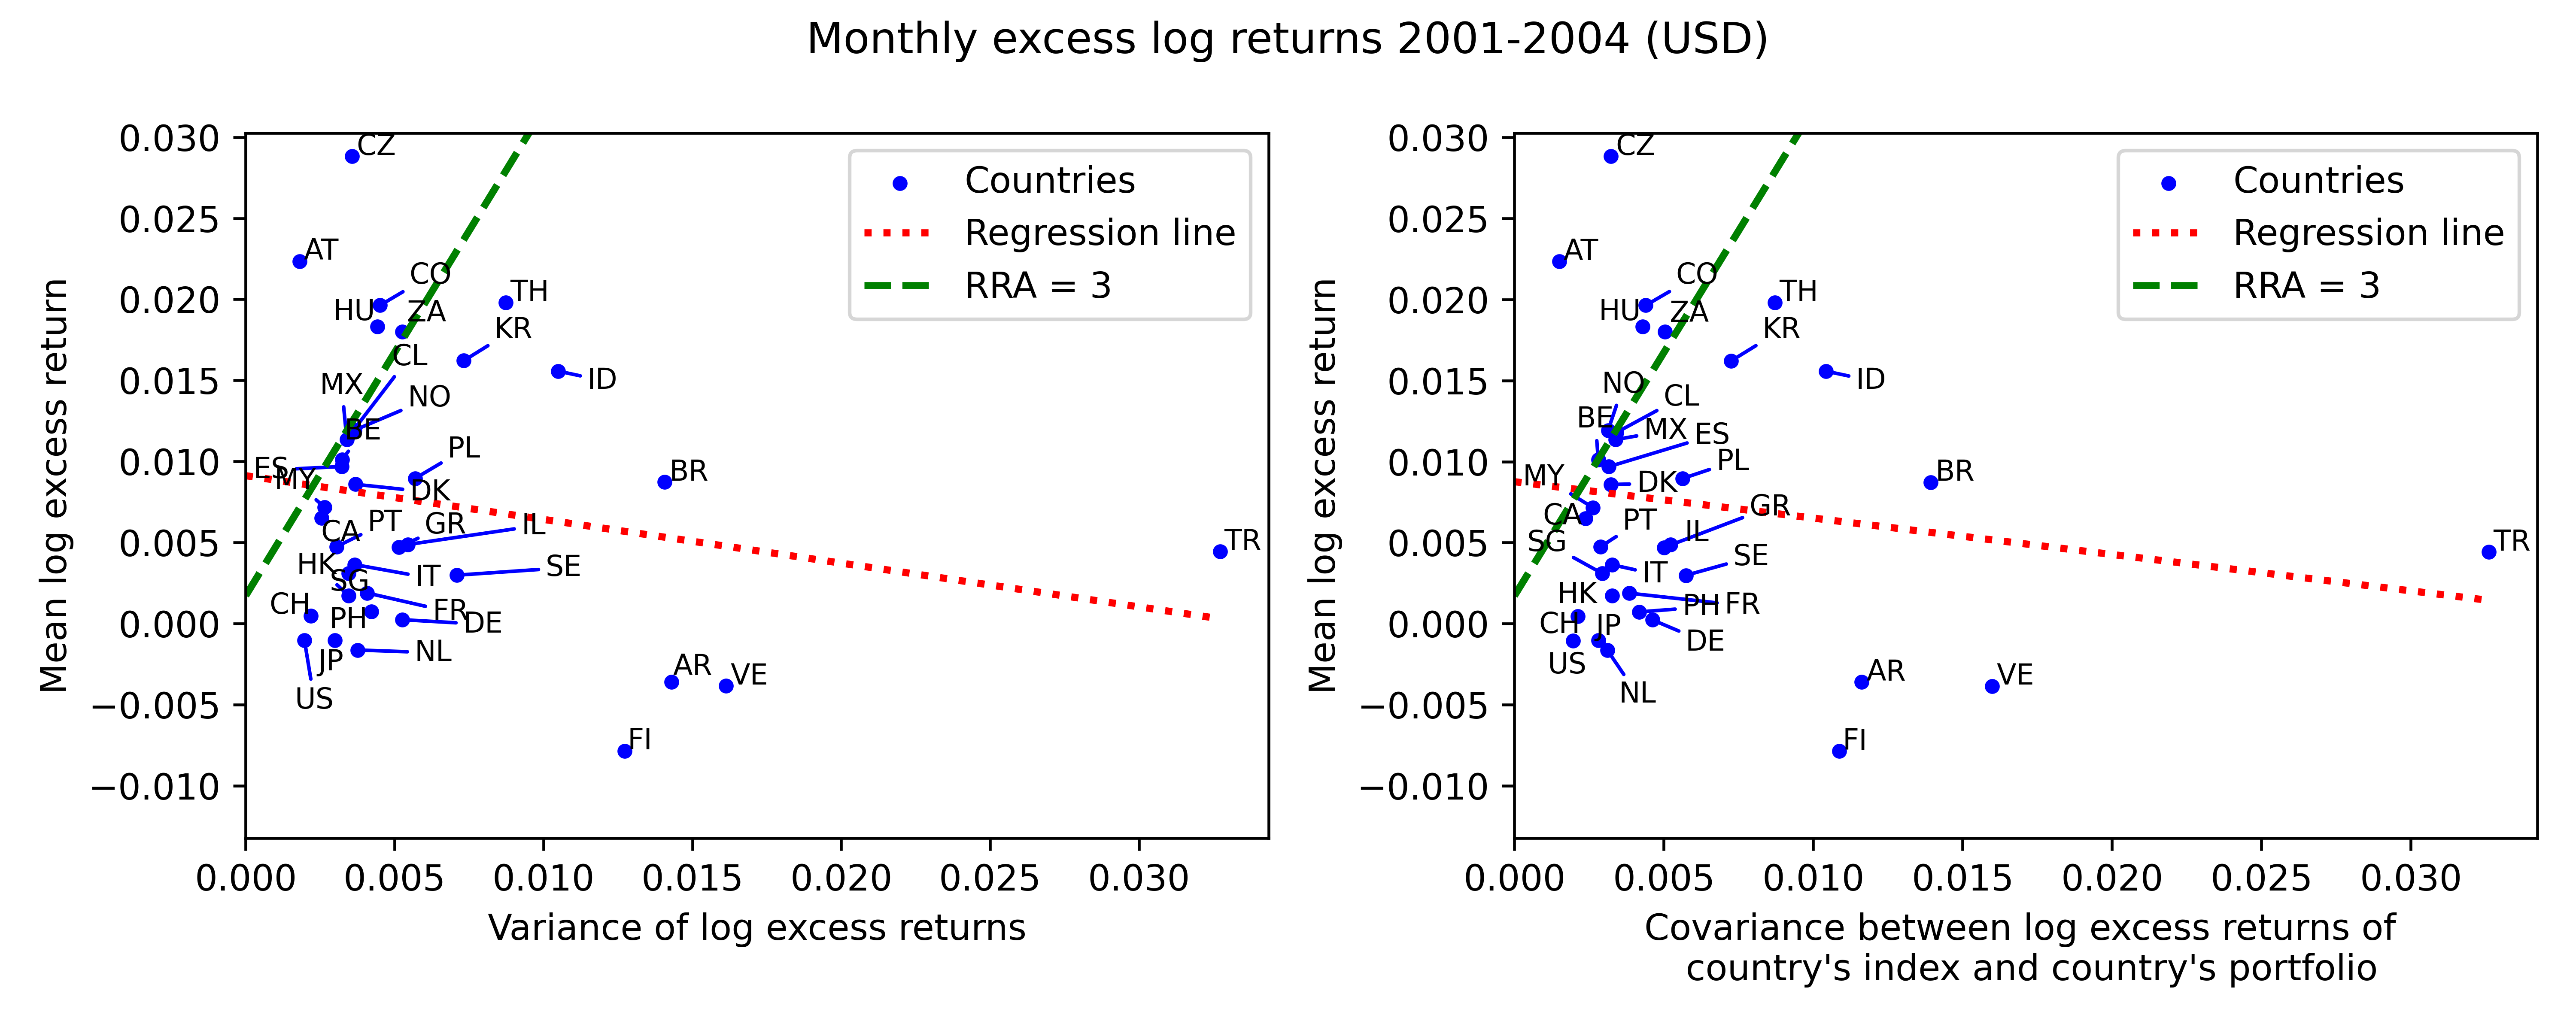 Monthly excess log returns 2001-2004 (USD)
Mean log excess return
0.030
0.025
0.020
0.015
0.010
0.005
0.000
−0.005
−0.010
CZ
AT
CO
TH
HU
ZA
KR
CL
MX
ID
NO
BE
PL
ES
MY
BR
DK
PT
GR
IL
CA
TR
HK
SG
IT
SE
CH
PH
FR
DE
JP
NL
US
AR
VE
FI
Countries
Regression line
RRA = 3
0.000
0.005
0.010
0.015
0.020
0.025
0.030
Variance of log excess returns
Mean log excess return
0.030
0.025
0.020
0.015
0.010
0.005
0.000
−0.005
−0.010
CZ
AT
CO
TH
HU
ZA
KR
NO
ID
CL
BE
MX
ES
PL
MY
DK
BR
GR
CA
PT
IL
SG
SE
TR
IT
HK
PH
FR
CH
JP
DE
US
NL
AR
VE
FI
Countries
Regression line
RRA = 3
0.000
0.005
0.010
0.015
0.020
0.025
0.030
Covariance between log excess returns of
country's index and country's portfolio